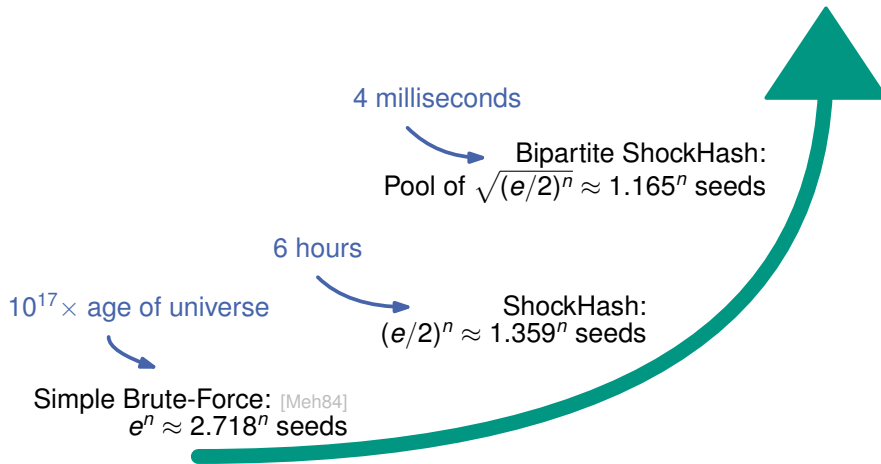 4 milliseconds
Bipartite ShockHash:
Pool of √(e/2)ⁿ ≈ 1.165ⁿ seeds
6 hours
10¹⁷× age of universe
ShockHash:
(e/2)ⁿ ≈ 1.359ⁿ seeds
Simple Brute-Force: [Meh84]
eⁿ ≈ 2.718ⁿ seeds